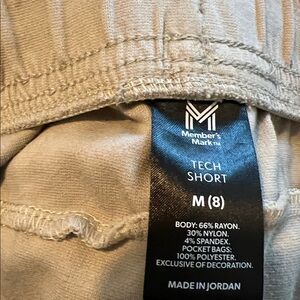 M
Member's
Mark™
TECH
SHORT
M (8)
BODY: 66% RAYON.
30% NYLON.
4% SPANDEX.
POCKET BAGS:
100% POLYESTER.
EXCLUSIVE OF DECORATION.
MADE IN JORDAN